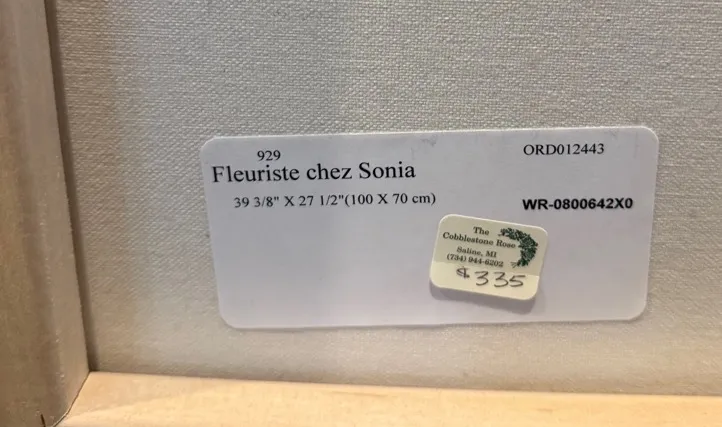 929
ORD012443
Fleuriste chez Sonia
39 3/8" X 27 1/2"(100 X 70 cm)
WR-0800642X0
The
Cobblestone Rose
Saline, MI
(734) 944-6202
$335